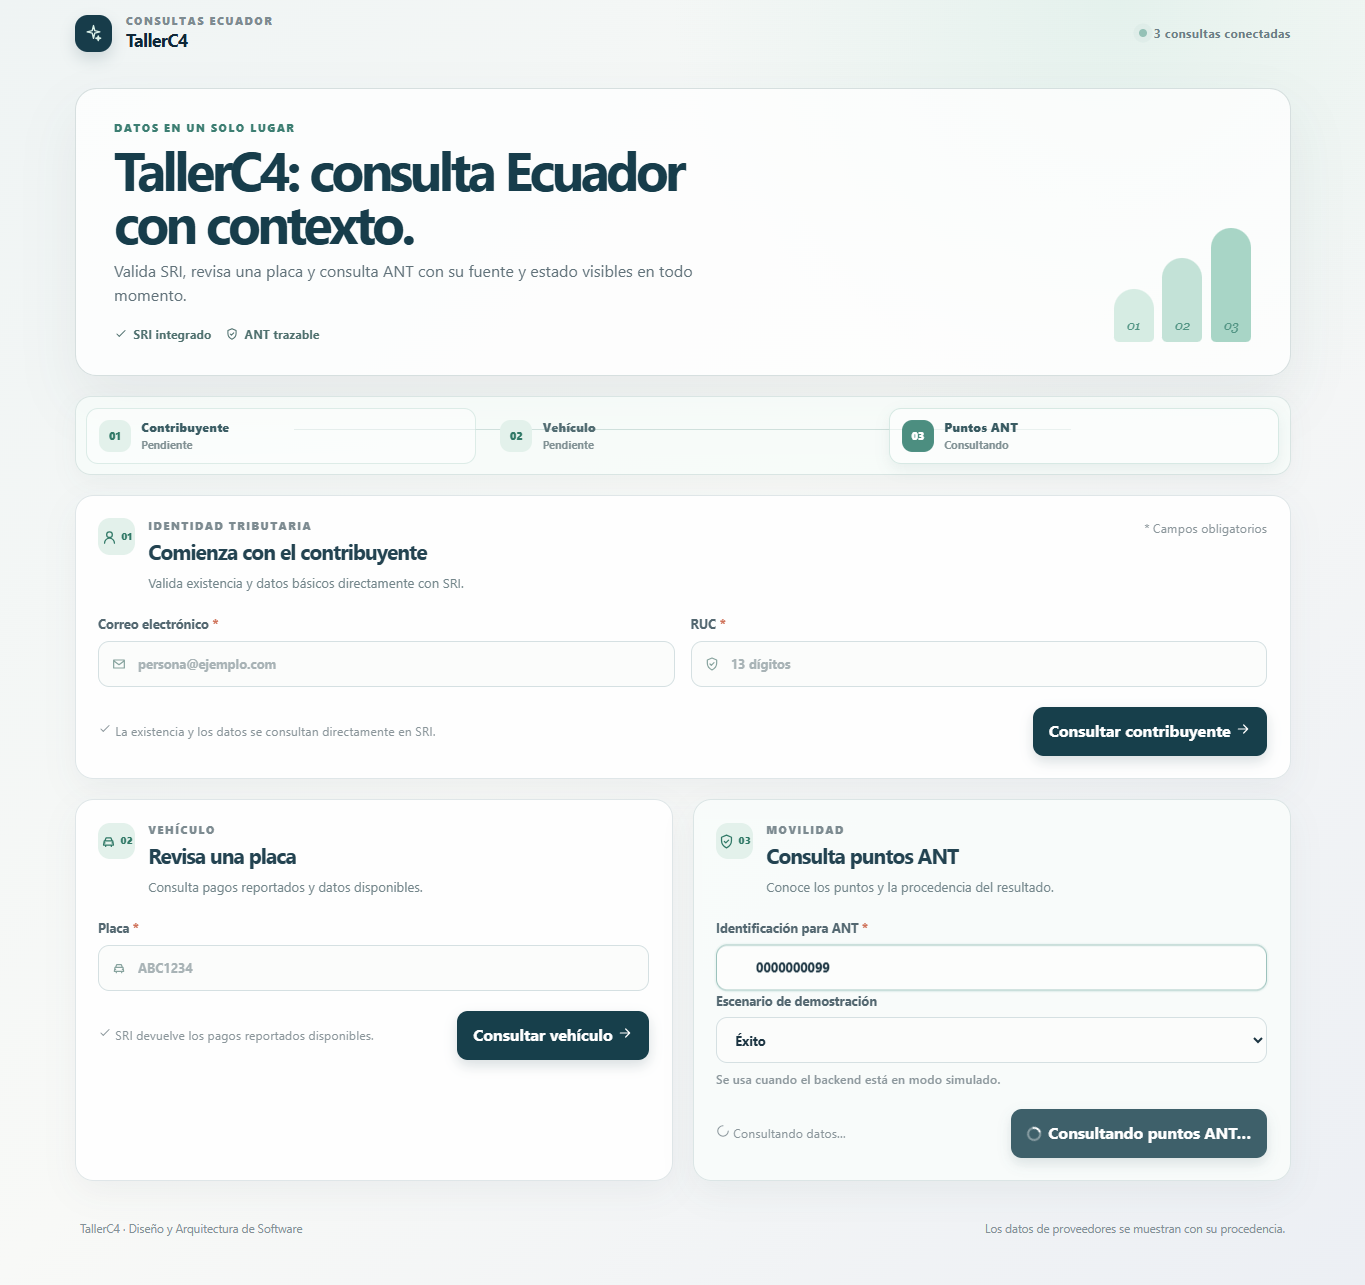 CONSULTAS ECUADOR
TallerC4
3 consultas conectadas
DATOS EN UN SOLO LUGAR
TallerC4: consulta Ecuador
con contexto.
Valida SRI, revisa una placa y consulta ANT con su fuente y estado visibles en todo
momento.
SRI integrado
ANT trazable
01
02
03
01
Contribuyente
Pendiente
02
Vehículo
Pendiente
03
Puntos ANT
Consultando
01
IDENTIDAD TRIBUTARIA
Comienza con el contribuyente
Valida existencia y datos básicos directamente con SRI.
* Campos obligatorios
Correo electrónico *
persona@ejemplo.com
RUC *
13 dígitos
La existencia y los datos se consultan directamente en SRI.
Consultar contribuyente
02
VEHÍCULO
Revisa una placa
Consulta pagos reportados y datos disponibles.
Placa *
ABC1234
SRI devuelve los pagos reportados disponibles.
Consultar vehículo
03
MOVILIDAD
Consulta puntos ANT
Conoce los puntos y la procedencia del resultado.
Identificación para ANT *
0000000099
Escenario de demostración
Éxito
Se usa cuando el backend está en modo simulado.
Consultando datos...
Consultando puntos ANT...
TallerC4 · Diseño y Arquitectura de Software
Los datos de proveedores se muestran con su procedencia.